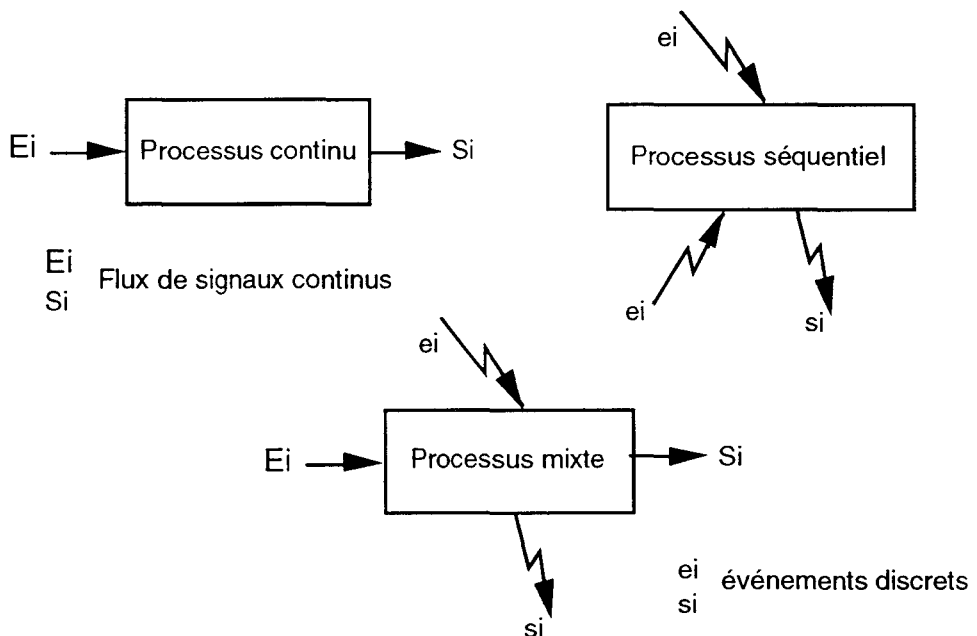 ei
Ei
Processus continu
Si
Processus séquentiel
Ei
Si
Flux de signaux continus
ei
si
ei
Ei
Processus mixte
Si
si
ei
si
événements discrets